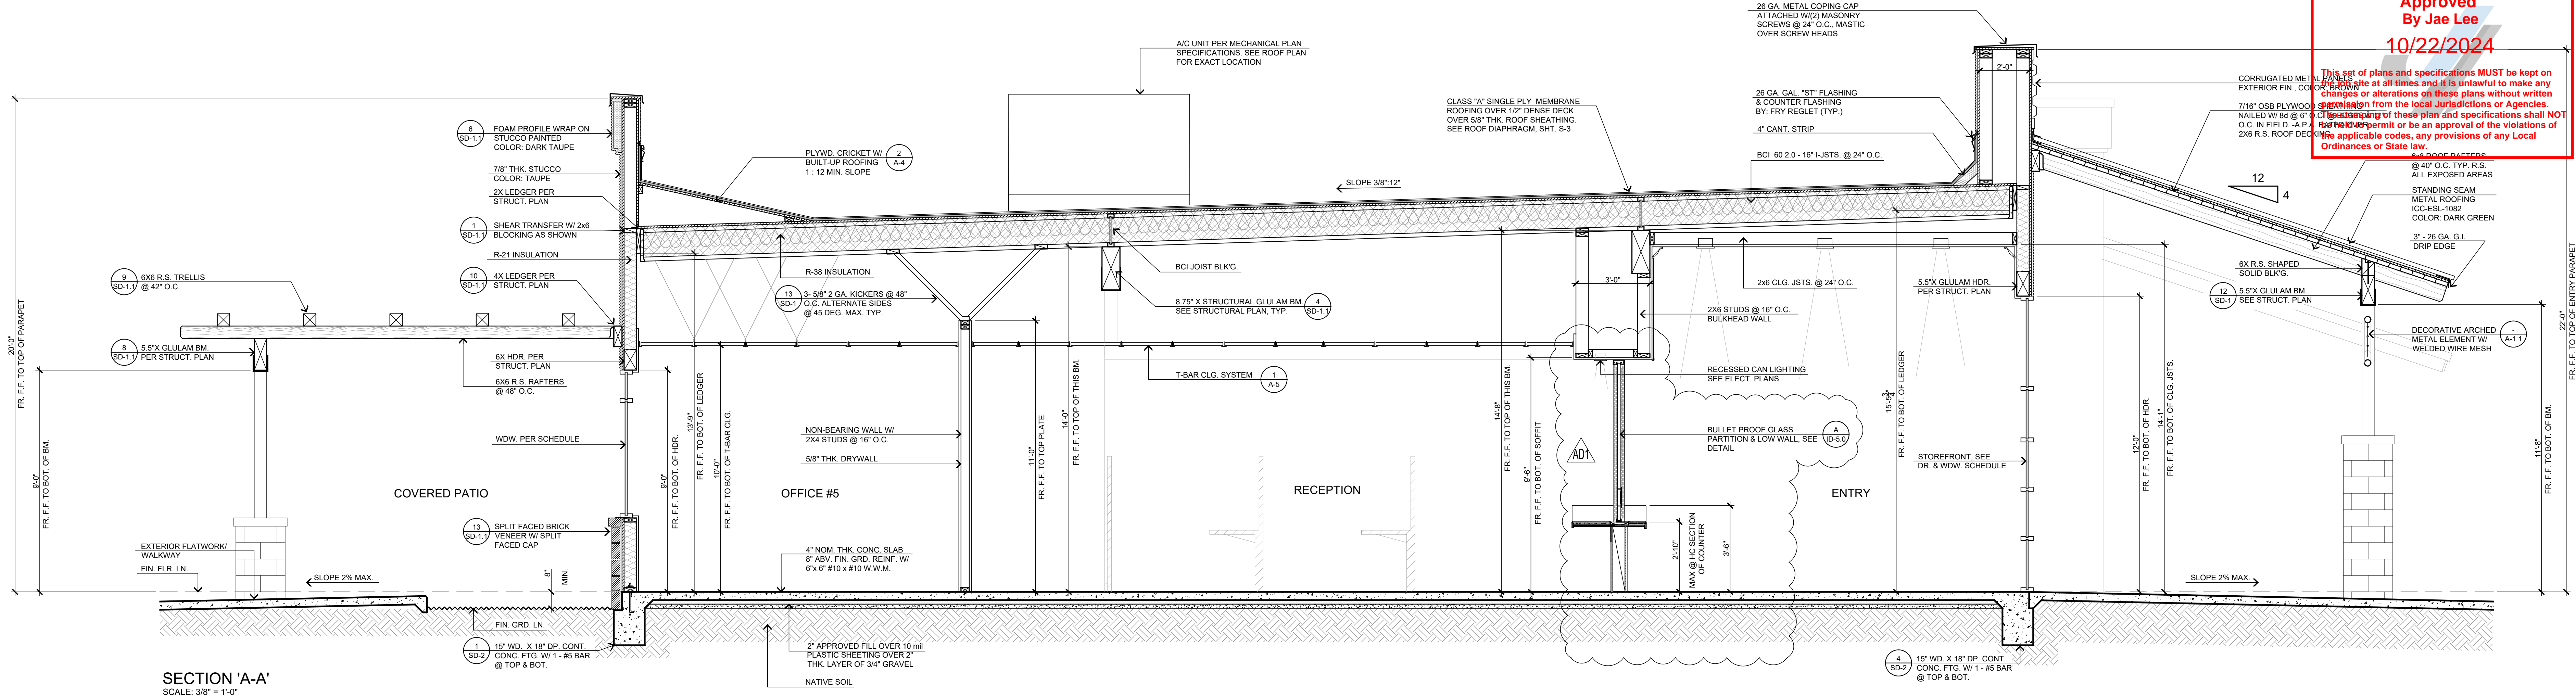 26 GA. METAL COPING CAP
ATTACHED W/(2) MASONRY
SCREWS @ 24" O.C., MASTIC
OVER SCREW HEADS
Approved
By Jae Lee
10/22/2024
This set of plans and specifications MUST be kept on
the job site at all times and it is unlawful to make any
changes or alterations on these plans without written
permission from the local Jurisdictions or Agencies.
The stamping of these plan and specifications shall NOT
be held to permit or be an approval of the violations of
the applicable codes, any provisions of any Local
Ordinances or State law.
A/C UNIT PER MECHANICAL PLAN
SPECIFICATIONS. SEE ROOF PLAN
FOR EXACT LOCATION
2'-0"
CORRUGATED METAL PANELS
EXTERIOR FIN., COLOR; BROWN
7/16" OSB PLYWOOD SHEATHING
NAILED W/ 8d @ 6" O.C. @ EDGES & 12"
O.C. IN FIELD. -A.P.A. RATED OVER
2X6 R.S. ROOF DECKING
6x8 ROOF RAFTERS
@ 40" O.C. TYP. R.S.
ALL EXPOSED AREAS
12
4
STANDING SEAM
METAL ROOFING
ICC-ESL-1082
COLOR: DARK GREEN
3" - 26 GA. G.I.
DRIP EDGE
6X R.S. SHAPED
SOLID BLK'G.
12
SD-1
5.5"X GLULAM BM.
SEE STRUCT. PLAN
DECORATIVE ARCHED
METAL ELEMENT W/
WELDED WIRE MESH
-
A-1.1
CLASS "A" SINGLE PLY MEMBRANE
ROOFING OVER 1/2" DENSE DECK
OVER 5/8" THK. ROOF SHEATHING.
SEE ROOF DIAPHRAGM, SHT. S-3
26 GA. GAL. "ST" FLASHING
& COUNTER FLASHING
BY: FRY REGLET (TYP.)
4" CANT. STRIP
BCI 60 2.0 - 16" I-JSTS. @ 24" O.C.
SLOPE 3/8":12"
6
SD-1.1
FOAM PROFILE WRAP ON
STUCCO PAINTED
COLOR: DARK TAUPE
7/8" THK. STUCCO
COLOR: TAUPE
2X LEDGER PER
STRUCT. PLAN
1
SD-1.1
SHEAR TRANSFER W/ 2x6
BLOCKING AS SHOWN
R-21 INSULATION
10
SD-1.1
4X LEDGER PER
STRUCT. PLAN
PLYWD. CRICKET W/
BUILT-UP ROOFING
1 : 12 MIN. SLOPE
2
A-4
R-38 INSULATION
13
SD-1
3- 5/8" 2 GA. KICKERS @ 48"
O.C. ALTERNATE SIDES
@ 45 DEG. MAX. TYP.
BCI JOIST BLK'G.
8.75" X STRUCTURAL GLULAM BM.
SEE STRUCTURAL PLAN, TYP.
4
SD-1.1
3'-0"
2x6 CLG. JSTS. @ 24" O.C.
5.5"X GLULAM HDR.
PER STRUCT. PLAN
2X6 STUDS @ 16" O.C.
BULKHEAD WALL
9
SD-1.1
6X6 R.S. TRELLIS
@ 42" O.C.
8
SD-1.1
5.5"X GLULAM BM.
PER STRUCT. PLAN
6X HDR. PER
STRUCT. PLAN
6X6 R.S. RAFTERS
@ 48" O.C.
T-BAR CLG. SYSTEM
1
A-5
RECESSED CAN LIGHTING
SEE ELECT. PLANS
WDW. PER SCHEDULE
NON-BEARING WALL W/
2X4 STUDS @ 16" O.C.
5/8" THK. DRYWALL
BULLET PROOF GLASS
PARTITION & LOW WALL, SEE
DETAIL
A
ID-5.0
AD1
STOREFRONT, SEE
DR. & WDW. SCHEDULE
COVERED PATIO
OFFICE #5
RECEPTION
ENTRY
13
SD-1.1
SPLIT FACED BRICK
VENEER W/ SPLIT
FACED CAP
EXTERIOR FLATWORK/
WALKWAY
FIN. FLR. LN.
SLOPE 2% MAX.
8"
MIN.
4" NOM. THK. CONC. SLAB
8" ABV. FIN. GRD. REINF. W/
6"x 6" #10 x #10 W.W.M.
SLOPE 2% MAX.
20'-0"
FR. F.F. TO TOP OF PARAPET
9'-0"
FR. F.F. TO BOT. OF BM.
9'-0"
FR. F.F. TO BOT. OF HDR.
13'-9"
FR. F.F. TO BOT. OF LEDGER
10'-0"
FR. F.F. TO BOT. OF T-BAR CLG.
11'-0"
FR. F.F. TO TOP PLATE
14'-0"
FR. F.F. TO TOP OF THIS BM.
14'-8"
FR. F.F. TO TOP OF THIS BM.
9'-6"
FR. F.F. TO BOT. OF SOFFIT
2'-10"
MAX @ HC SECTION
OF COUNTER
3'-6"
FR. F.F. TO BOT. OF LEDGER
12'-0"
FR. F.F. TO BOT. OF HDR.
14'-1"
FR. F.F. TO BOT. OF CLG. JSTS.
11'-8"
FR. F.F. TO BOT. OF BM.
22'-0"
FR. F.F. TO TOP OF ENTRY PARAPET
FIN. GRD. LN.
1
SD-2
15" WD. X 18" DP. CONT.
CONC. FTG. W/ 1 - #5 BAR
@ TOP & BOT.
2" APPROVED FILL OVER 10 mil
PLASTIC SHEETING OVER 2"
THK. LAYER OF 3/4" GRAVEL
NATIVE SOIL
4
SD-2
15" WD. X 18" DP. CONT.
CONC. FTG. W/ 1 - #5 BAR
@ TOP & BOT.
SECTION 'A-A'
SCALE: 3/8" = 1'-0"